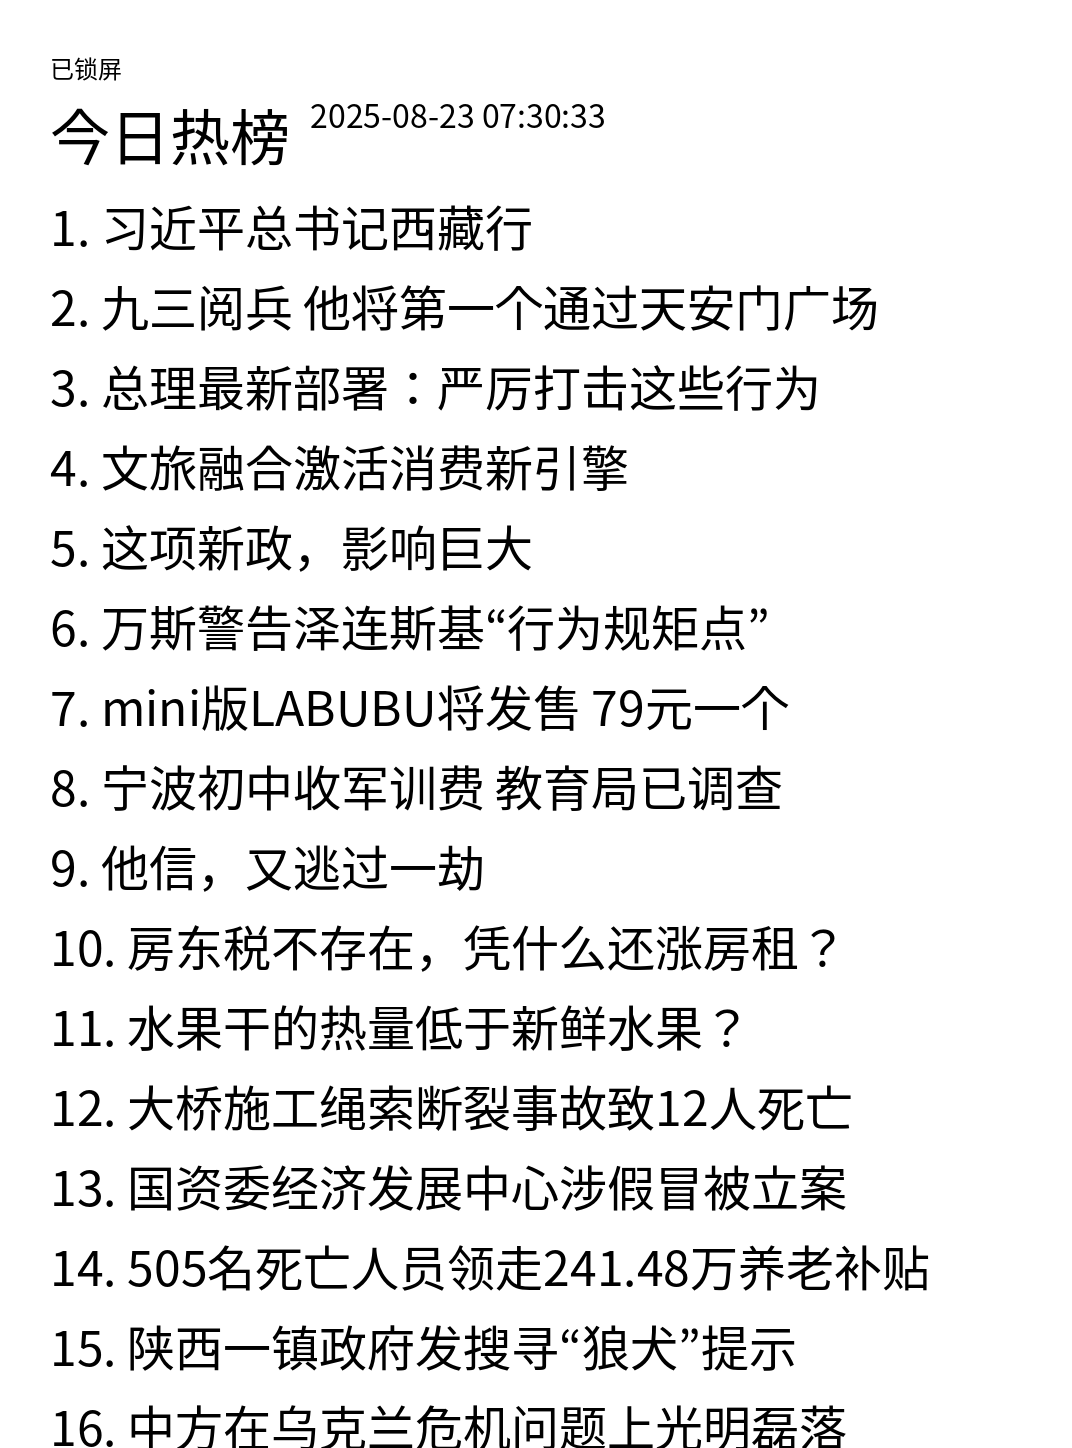 已锁屏
今日热榜 2025-08-23 07:30:33
1. 习近平总书记西藏行
2. 九三阅兵 他将第一个通过天安门广场
3. 总理最新部署：严厉打击这些行为
4. 文旅融合激活消费新引擎
5. 这项新政，影响巨大
6. 万斯警告泽连斯基“行为规矩点”
7. mini版LABUBU将发售 79元一个
8. 宁波初中收军训费 教育局已调查
9. 他信，又逃过一劫
10. 房东税不存在，凭什么还涨房租？
11. 水果干的热量低于新鲜水果？
12. 大桥施工绳索断裂事故致12人死亡
13. 国资委经济发展中心涉假冒被立案
14. 505名死亡人员领走241.48万养老补贴
15. 陕西一镇政府发搜寻“狼犬”提示
16. 中方在乌克兰危机问题上光明磊落